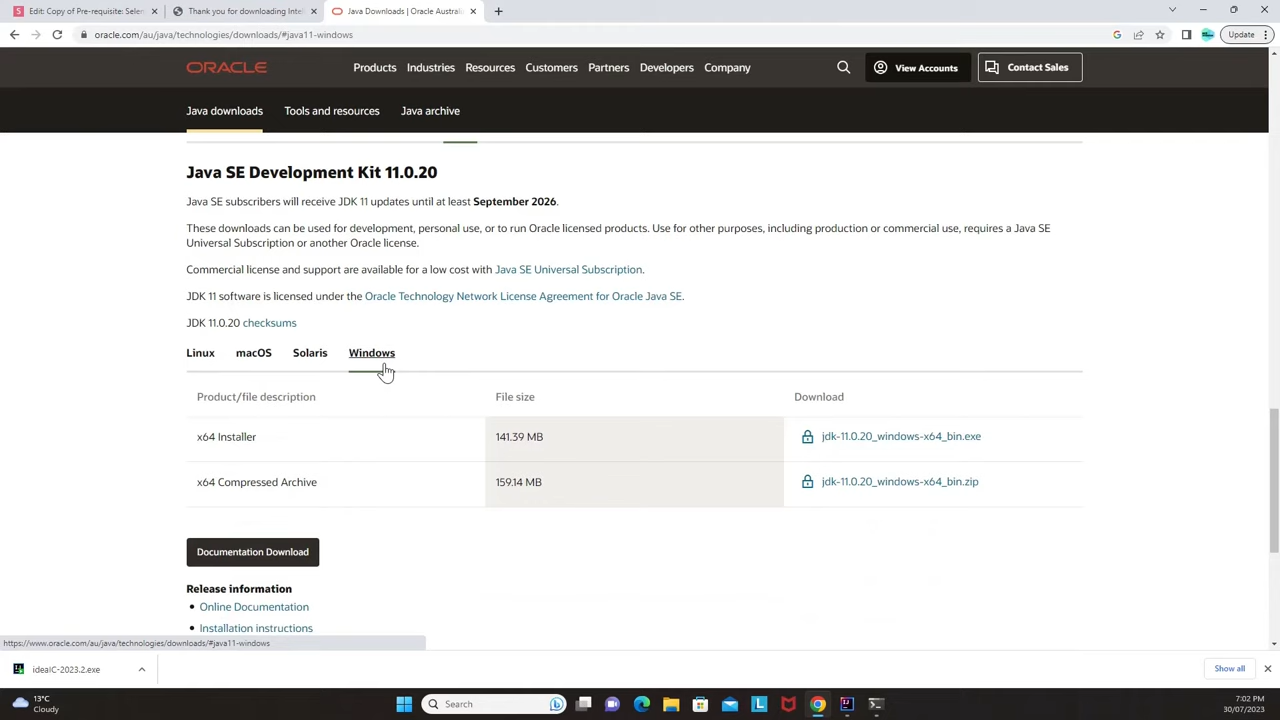 Edit: Copy of Pre-requisite: Selen
Thank you for downloading Intel
Java Downloads | Oracle Australi
oracle.com/au/java/technologies/downloads/#java11-windows
Update
ORACLE
Products
Industries
Resources
Customers
Partners
Developers
Company
View Accounts
Contact Sales
Java downloads
Tools and resources
Java archive
Java SE Development Kit 11.0.20
Java SE subscribers will receive JDK 11 updates until at least September 2026.
These downloads can be used for development, personal use, or to run Oracle licensed products. Use for other purposes, including production or commercial use, requires a Java SE
Universal Subscription or another Oracle license.
Commercial license and support are available for a low cost with Java SE Universal Subscription.
JDK 11 software is licensed under the Oracle Technology Network License Agreement for Oracle Java SE.
JDK 11.0.20 checksums
Linux
macOS
Solaris
Windows
Product/file description
File size
Download
x64 Installer
141.39 MB
jdk-11.0.20_windows-x64_bin.exe
x64 Compressed Archive
159.14 MB
jdk-11.0.20_windows-x64_bin.zip
Documentation Download
Release information
• Online Documentation
• Installation instructions
https://www.oracle.com/au/java/technologies/downloads/#java11-windows
ideaIC-2023.2.exe
Show all
13°C
Cloudy
Search
7:02 PM
30/07/2023